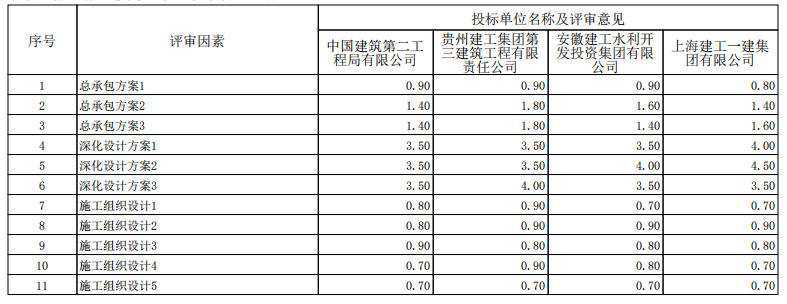 投标单位名称及评审意见
序号 评审因素 中国建筑第二工程局有限公司 贵州建工集团第三建筑工程有限责任公司 安徽建工水利开发投资集团有限公司 上海建工一建集团有限公司
1 总承包方案1 0.90 0.90 0.90 0.80
2 总承包方案2 1.40 1.80 1.60 1.40
3 总承包方案3 1.40 1.80 1.40 1.60
4 深化设计方案1 3.50 3.50 3.50 4.00
5 深化设计方案2 3.50 3.50 4.00 4.50
6 深化设计方案3 3.50 4.00 3.50 3.50
7 施工组织设计1 0.80 0.90 0.70 0.70
8 施工组织设计2 0.80 0.90 0.90 0.90
9 施工组织设计3 0.90 0.80 0.80 0.80
10 施工组织设计4 0.70 0.90 0.80 0.70
11 施工组织设计5 0.70 0.70 0.70 0.70